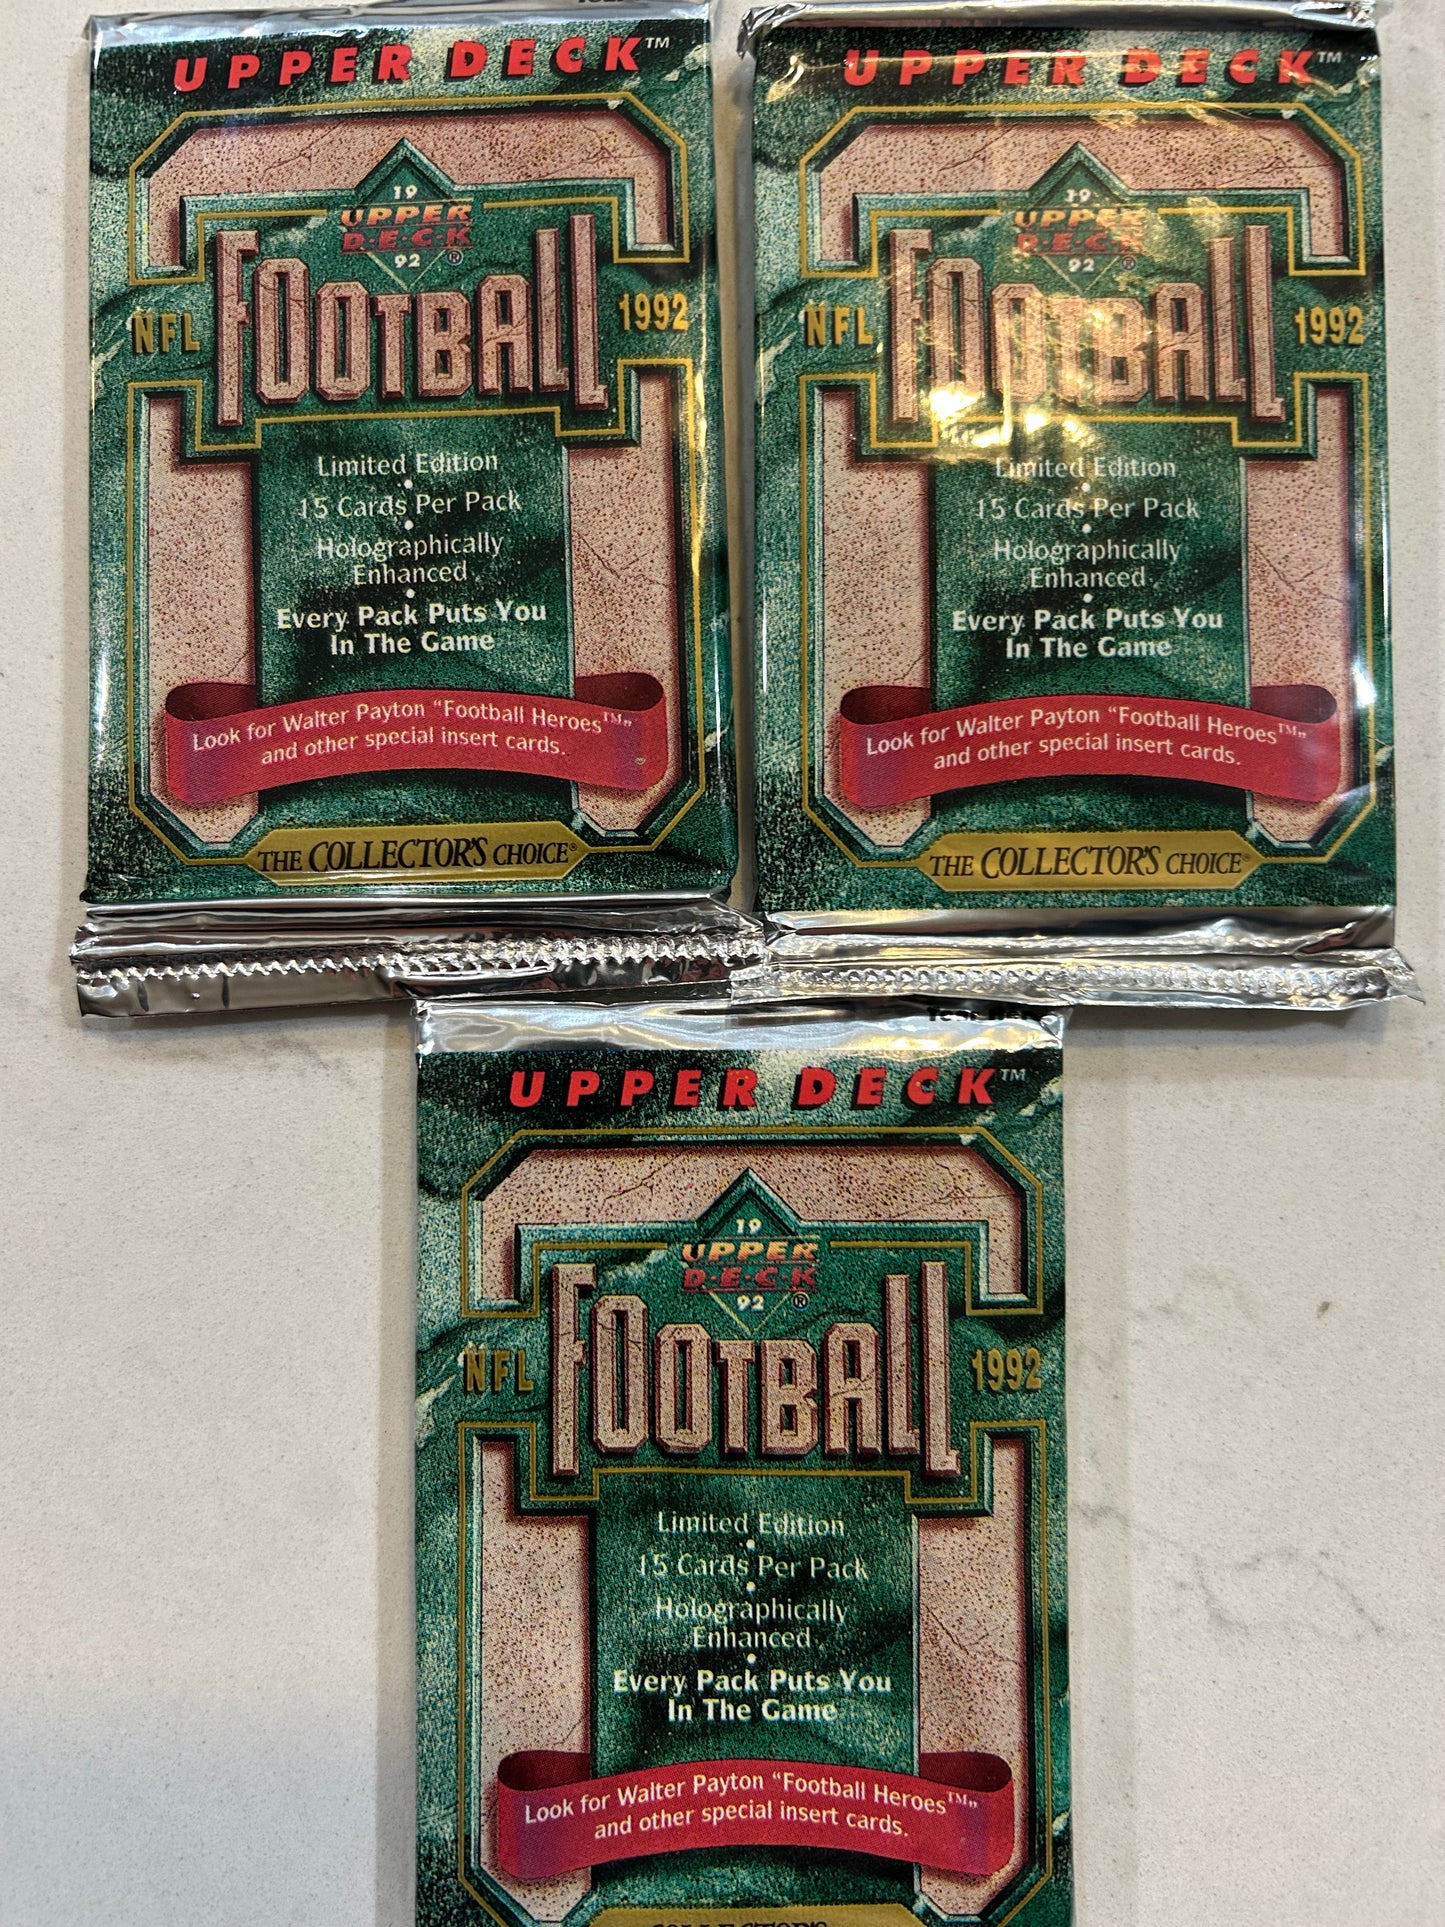 UPPER DECK™
19
UPPER
D·E·C·K
92 ®
NFL FOOTBALL 1992
Limited Edition
•
15 Cards Per Pack
•
Holographically
Enhanced
•
Every Pack Puts You
In The Game
Look for Walter Payton "Football Heroes™"
and other special insert cards.
THE COLLECTOR'S CHOICE®
UPPER DECK™
19
UPPER
D·E·C·K
92 ®
NFL FOOTBALL 1992
Limited Edition
•
15 Cards Per Pack
•
Holographically
Enhanced
•
Every Pack Puts You
In The Game
Look for Walter Payton "Football Heroes™"
and other special insert cards.
THE COLLECTOR'S CHOICE®
Tear Here
UPPER DECK™
19
UPPER
D·E·C·K
92 ®
NFL FOOTBALL 1992
Limited Edition
•
15 Cards Per Pack
•
Holographically
Enhanced
•
Every Pack Puts You
In The Game
Look for Walter Payton "Football Heroes™"
and other special insert cards.
COLLECTOR'S